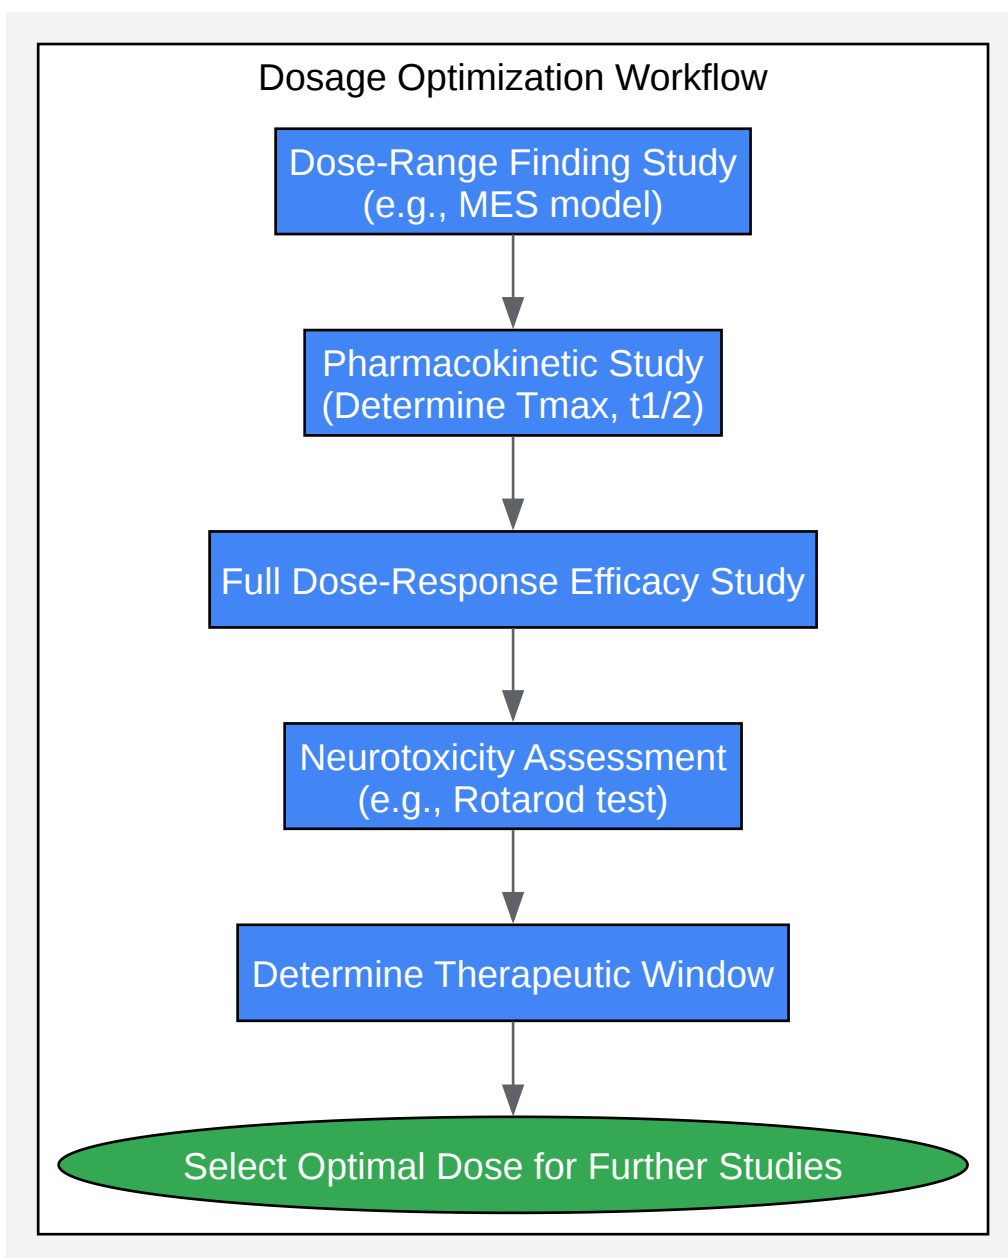 Dosage Optimization Workflow
Dose-Range Finding Study
(e.g., MES model)
Pharmacokinetic Study
(Determine Tmax, t1/2)
Full Dose-Response Efficacy Study
Neurotoxicity Assessment
(e.g., Rotarod test)
Determine Therapeutic Window
Select Optimal Dose for Further Studies